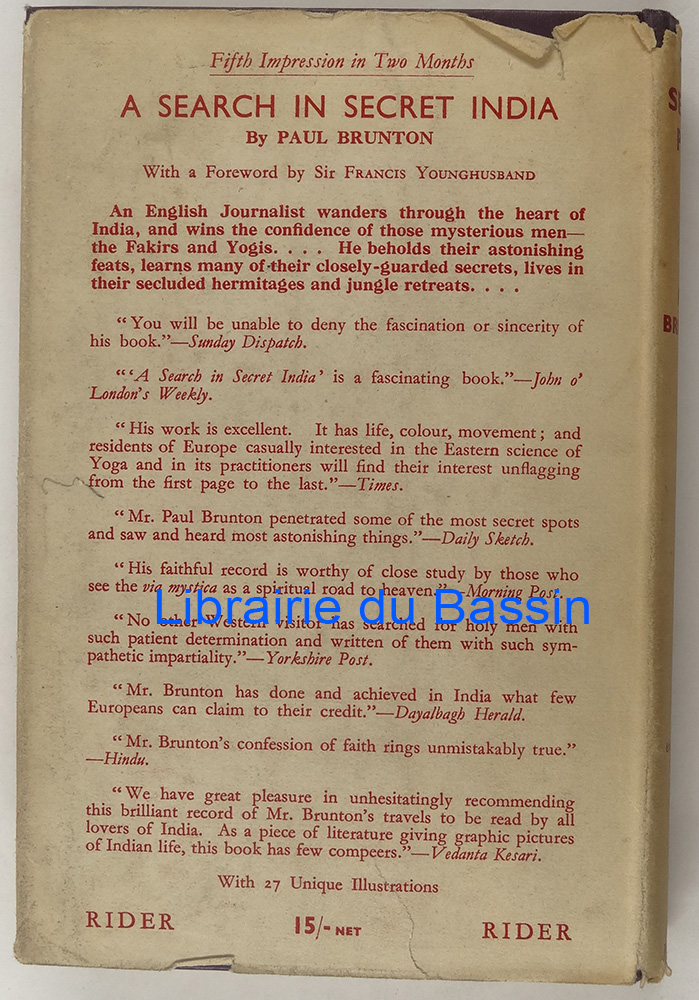 Fifth Impression in Two Months
A SEARCH IN SECRET INDIA
By PAUL BRUNTON
With a Foreword by Sir FRANCIS YOUNGHUSBAND
An English Journalist wanders through the heart of
India, and wins the confidence of those mysterious men—
the Fakirs and Yogis. . . . He beholds their astonishing
feats, learns many of their closely-guarded secrets, lives in
their secluded hermitages and jungle retreats. . . .
“You will be unable to deny the fascination or sincerity of
his book.”—Sunday Dispatch.
“‘A Search in Secret India’ is a fascinating book.”—John o’
London’s Weekly.
“His work is excellent. It has life, colour, movement; and
residents of Europe casually interested in the Eastern science of
Yoga and in its practitioners will find their interest unflagging
from the first page to the last.”—Times.
“Mr. Paul Brunton penetrated some of the most secret spots
and saw and heard most astonishing things.”—Daily Sketch.
“His faithful record is worthy of close study by those who
see the via mystica as a spiritual road to heaven.”—Morning Post.
Librairie du Bassin
“No other Western visitor has searched for holy men with
such patient determination and written of them with such sym-
pathetic impartiality.”—Yorkshire Post.
“Mr. Brunton has done and achieved in India what few
Europeans can claim to their credit.”—Dayalbagh Herald.
“Mr. Brunton’s confession of faith rings unmistakably true.”
—Hindu.
“We have great pleasure in unhesitatingly recommending
this brilliant record of Mr. Brunton’s travels to be read by all
lovers of India. As a piece of literature giving graphic pictures
of Indian life, this book has few compeers.”—Vedanta Kesari.
With 27 Unique Illustrations
RIDER 15/- NET RIDER